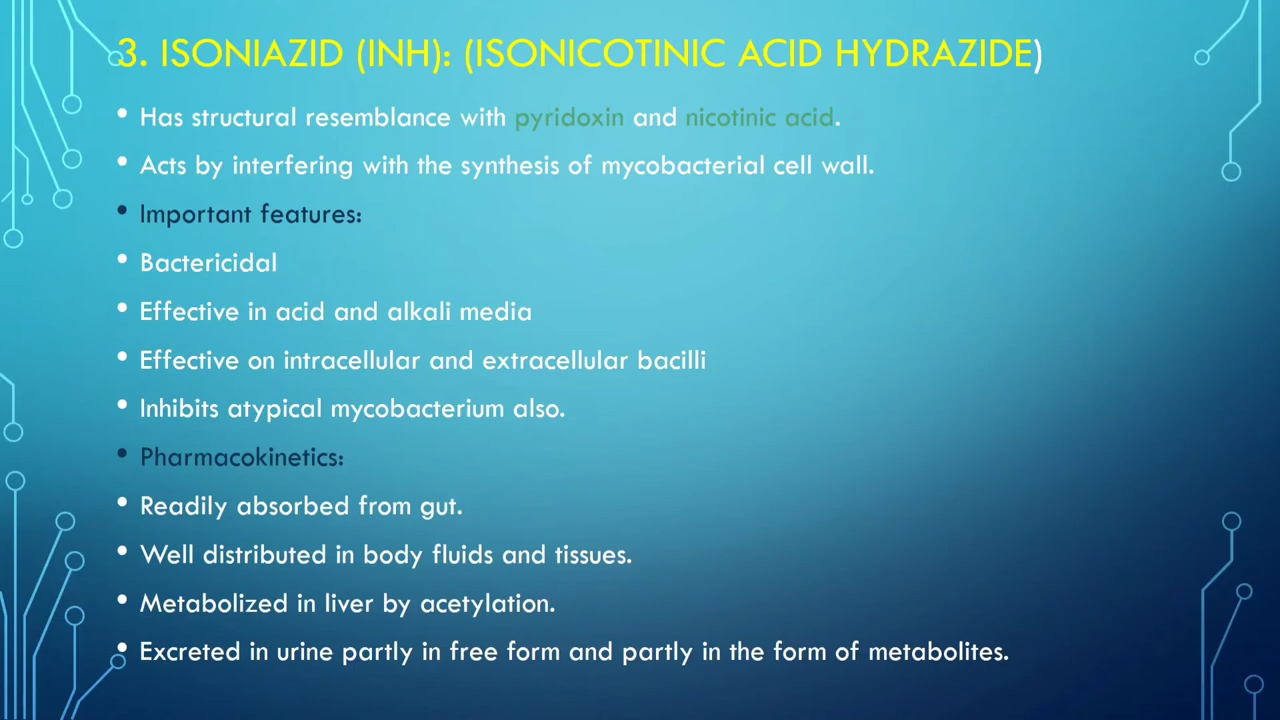 3. ISONIAZID (INH): (ISONICOTINIC ACID HYDRAZIDE)
• Has structural resemblance with pyridoxin and nicotinic acid.
• Acts by interfering with the synthesis of mycobacterial cell wall.
• Important features:
• Bactericidal
• Effective in acid and alkali media
• Effective on intracellular and extracellular bacilli
• Inhibits atypical mycobacterium also.
• Pharmacokinetics:
• Readily absorbed from gut.
• Well distributed in body fluids and tissues.
• Metabolized in liver by acetylation.
• Excreted in urine partly in free form and partly in the form of metabolites.